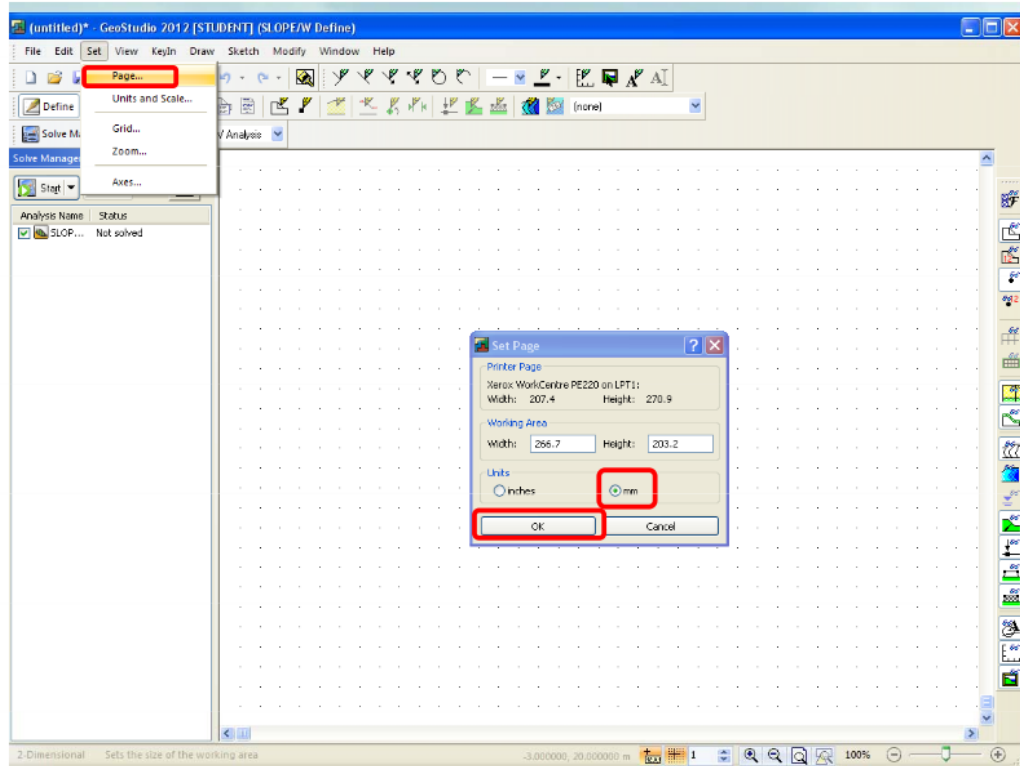 (untitled)* - GeoStudio 2012 [STUDENT] (SLOPE/W Define)
File Edit Set View KeyIn Draw Sketch Modify Window Help
Page...
Units and Scale...
Grid...
Zoom...
Axes...
Define
(none)
Solve M
Analysis
Solve Manage
Start
Analysis Name Status
SLOP... Not solved
Set Page
Printer Page
Xerox WorkCentre PE220 on LPT1:
Width: 207.4 Height: 270.9
Working Area
Width: 266.7 Height: 203.2
Units
inches mm
OK Cancel
2-Dimensional Sets the size of the working area -3.000000, 20.000000 m 1 100%